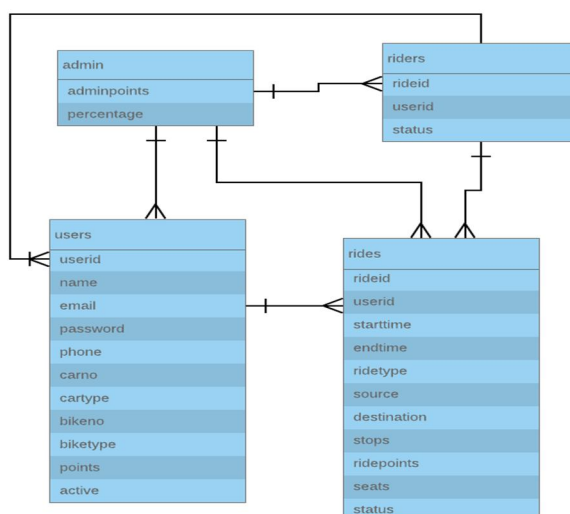 admin
adminpoints
percentage
riders
rideid
userid
status
users
userid
name
email
password
phone
carno
cartype
bikeno
biketype
points
active
rides
rideid
userid
starttime
endtime
ridetype
source
destination
stops
ridepoints
seats
status